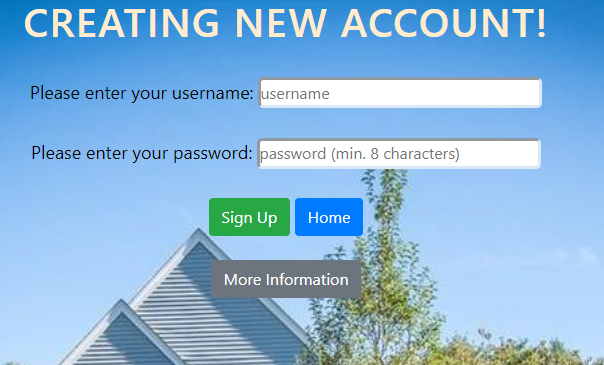 CREATING NEW ACCOUNT!
Please enter your username: username
Please enter your password: password (min. 8 characters)
Sign Up Home
More Information